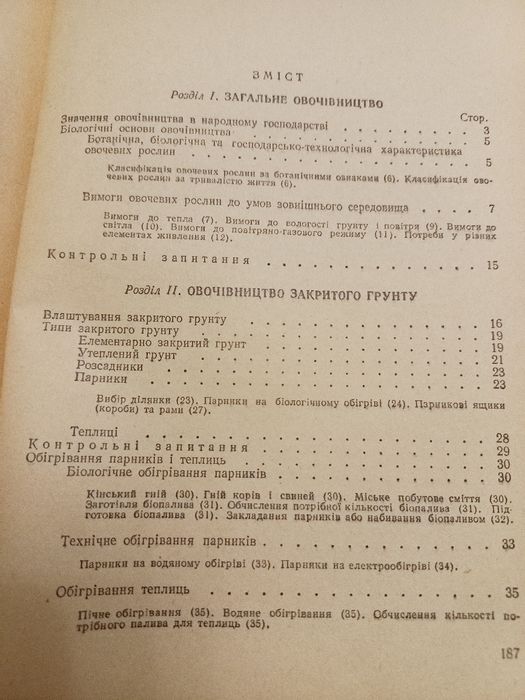 ЗМІСТ
Розділ I. ЗАГАЛЬНЕ ОВОЧІВНИЦТВО
Стор.
Значення овочівництва в народному господарстві . . . . . . . 3
Біологічні основи овочівництва . . . . . . . . . . . 5
Ботанічна, біологічна та господарсько-технологічна характеристика
овочевих рослин . . . . . . . . . . . . . . 5
Класифікація овочевих рослин за ботанічними ознаками (6). Класифікація ово-
чевих рослин за тривалістю життя (6).
Вимоги овочевих рослин до умов зовнішнього середовища . . . . 7
Вимоги до тепла (7). Вимоги до вологості грунту і повітря (9). Вимоги до
світла (10). Вимоги до повітряно-газового режиму (11). Потреби у різних
елементах живлення (12).
Контрольні запитання . . . . . . . . . . . . 15
Розділ II. ОВОЧІВНИЦТВО ЗАКРИТОГО ГРУНТУ
Влаштування закритого грунту . . . . . . . . . . . 16
Типи закритого грунту . . . . . . . . . . . . . 19
Елементарно закритий грунт . . . . . . . . . . . 19
Утеплений грунт . . . . . . . . . . . . . . 21
Розсадники . . . . . . . . . . . . . . . 23
Парники . . . . . . . . . . . . . . . . 23
Вибір ділянки (23). Парники на біологічному обігріві (24). Парникові ящики
(короби) та рами (27).
Теплиці . . . . . . . . . . . . . . . . 28
Контрольні запитання . . . . . . . . . . . . 29
Обігрівання парників і теплиць . . . . . . . . . . . 30
Біологічне обігрівання парників . . . . . . . . . . 30
Кінський гній (30). Гній корів і свиней (30). Міське побутове сміття (30).
Заготівля біопалива (31). Обчислення потрібної кількості біопалива (31). Під-
готовка біопалива (31). Закладання парників або набивання біопаливом (32).
Технічне обігрівання парників . . . . . . . . . . . 33
Парники на водяному обігріві (33). Парники на електрообігріві (34).
Обігрівання теплиць . . . . . . . . . . . . . 35
Пічне обігрівання (35). Водяне обігрівання (35). Обчислення кількості по-
трібного палива для теплиць (35).
187